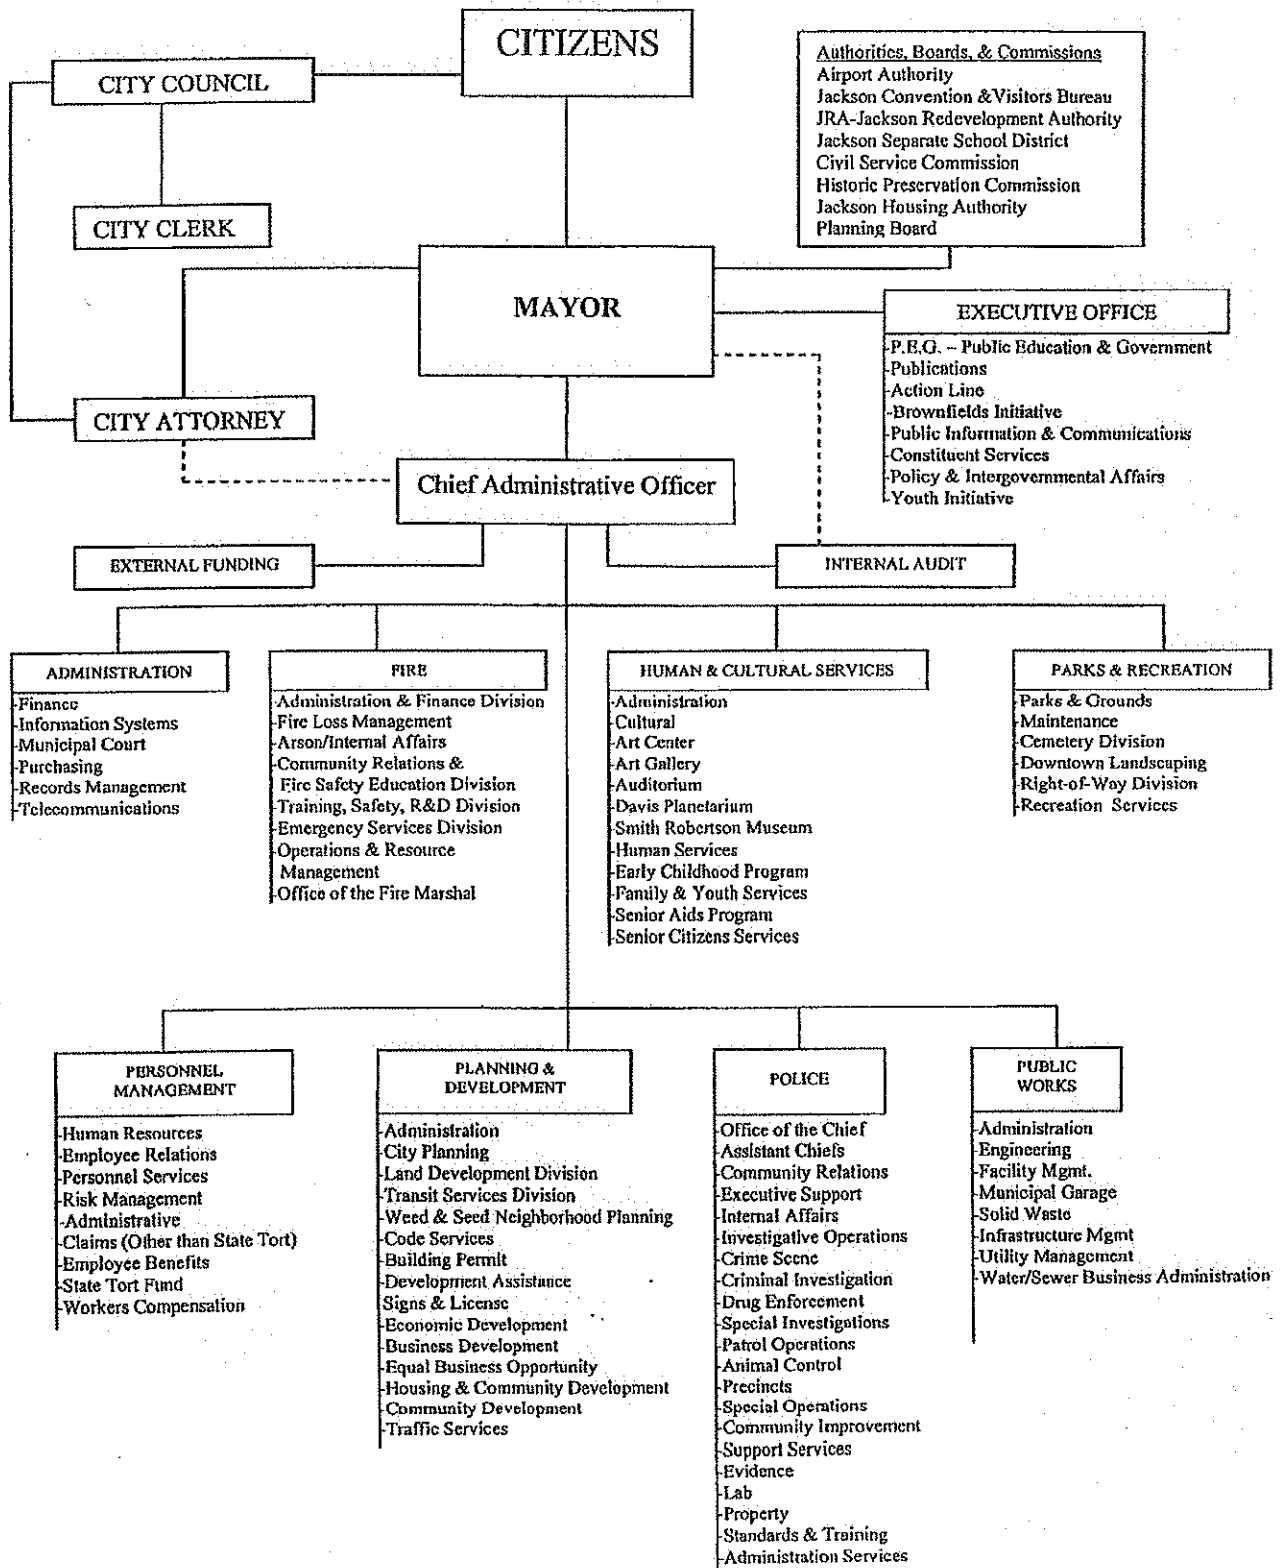 CITIZENS
CITY COUNCIL
Authorities, Boards, & Commissions
Airport Authority
Jackson Convention &Visitors Bureau
JRA-Jackson Redevelopment Authority
Jackson Separate School District
Civil Service Commission
Historic Preservation Commission
Jackson Housing Authority
Planning Board
CITY CLERK
MAYOR
EXECUTIVE OFFICE
-P.E.G. – Public Education & Government
-Publications
-Action Line
-Brownfields Initiative
-Public Information & Communications
-Constituent Services
-Policy & Intergovernmental Affairs
-Youth Initiative
CITY ATTORNEY
Chief Administrative Officer
EXTERNAL FUNDING
INTERNAL AUDIT
ADMINISTRATION
-Finance
-Information Systems
-Municipal Court
-Purchasing
-Records Management
-Telecommunications
FIRE
-Administration & Finance Division
-Fire Loss Management
-Arson/Internal Affairs
-Community Relations &
Fire Safety Education Division
-Training, Safety, R&D Division
-Emergency Services Division
-Operations & Resource
Management
-Office of the Fire Marshal
HUMAN & CULTURAL SERVICES
-Administration
-Cultural
-Art Center
-Art Gallery
-Auditorium
-Davis Planetarium
-Smith Robertson Museum
-Human Services
-Early Childhood Program
-Family & Youth Services
-Senior Aids Program
-Senior Citizens Services
PARKS & RECREATION
-Parks & Grounds
-Maintenance
-Cemetery Division
-Downtown Landscaping
-Right-of-Way Division
-Recreation Services
PERSONNEL
MANAGEMENT
-Human Resources
-Employee Relations
-Personnel Services
-Risk Management
-Administrative
-Claims (Other than State Tort)
-Employee Benefits
-State Tort Fund
-Workers Compensation
PLANNING &
DEVELOPMENT
-Administration
-City Planning
-Land Development Division
-Transit Services Division
-Weed & Seed Neighborhood Planning
-Code Services
-Building Permit
-Development Assistance
-Signs & License
-Economic Development
-Business Development
-Equal Business Opportunity
-Housing & Community Development
-Community Development
-Traffic Services
POLICE
-Office of the Chief
-Assistant Chiefs
-Community Relations
-Executive Support
-Internal Affairs
-Investigative Operations
-Crime Scene
-Criminal Investigation
-Drug Enforcement
-Special Investigations
-Patrol Operations
-Animal Control
-Precincts
-Special Operations
-Community Improvement
-Support Services
-Evidence
-Lab
-Property
-Standards & Training
-Administration Services
PUBLIC
WORKS
-Administration
-Engineering
-Facility Mgmt.
-Municipal Garage
-Solid Waste
-Infrastructure Mgmt
-Utility Management
-Water/Sewer Business Administration